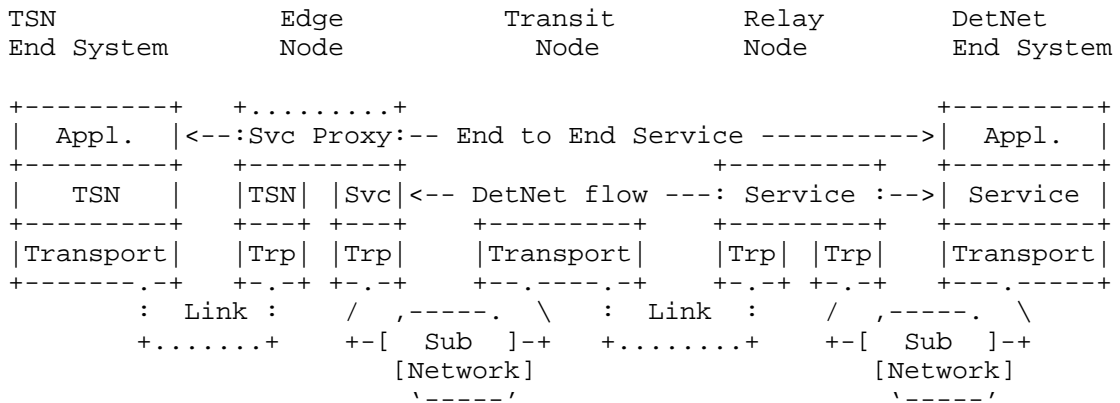 TSN                 Edge            Transit         Relay         DetNet
End System          Node              Node          Node          End System

+---------+    +.........+                                        +---------+
|  Appl.  |<--:Svc Proxy:-- End to End Service ---------->|  Appl.  |
+---------+    +---------+                      +---------+    +---------+
|   TSN   |    |TSN| |Svc|<-- DetNet flow ---: Service :-->| Service |
+---------+    +---+ +---+     +---------+      +---------+    +---------+
|Transport|    |Trp| |Trp|     |Transport|      |Trp| |Trp|    |Transport|
+-------.-+    +-.-+ +-.-+     +--.----.-+      +-.-+ +-.-+    +---.-----+
        :  Link :     /  ,-----.  \   :  Link  :     /  ,-----.  \
        +.......+    +-[  Sub  ]-+   +........+    +-[  Sub  ]-+
                       [Network]                     [Network]
                        `-----'                       `-----'